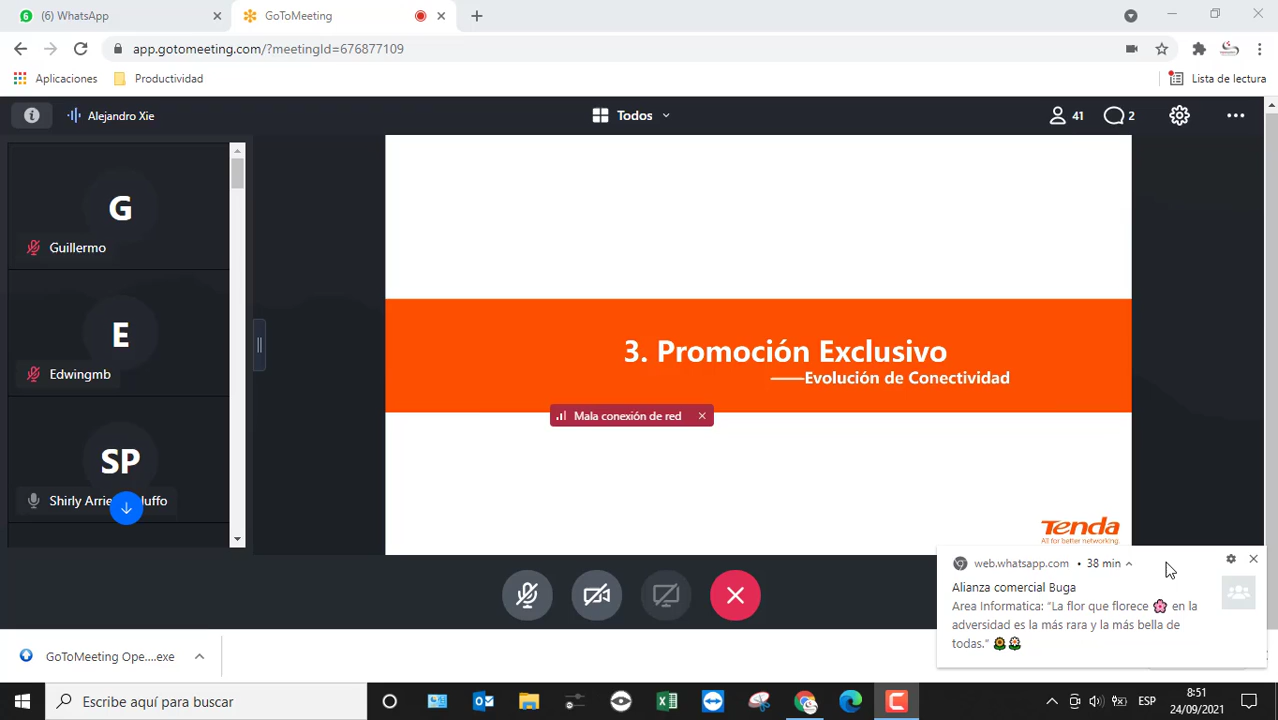 6
(6) WhatsApp
GoToMeeting
app.gotomeeting.com/?meetingId=676877109
Aplicaciones
Productividad
Lista de lectura
Alejandro Xie
Todos
41
2
G
Guillermo
E
Edwingmb
SP
Shirly Arrie
uffo
3. Promoción Exclusivo
——Evolución de Conectividad
Mala conexión de red
Tenda
All for better networking
web.whatsapp.com • 38 min
Alianza comercial Buga
Area Informatica: "La flor que florece 🌸 en la
adversidad es la más rara y la más bella de
todas." 🌻🌼
GoToMeeting Ope....exe
Escribe aquí para buscar
ESP
8:51
24/09/2021